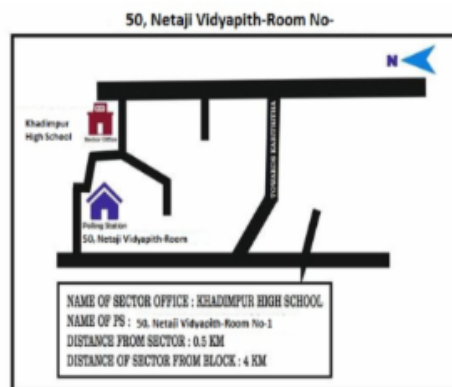 50, Netaji Vidyapith-Room No-
N
Khadimpur
High School
Sector Office
Polling Station
50, Netaji Vidyapith-Room
NAME OF SECTOR OFFICE : KHADIMPUR HIGH SCHOOL
NAME OF PS : 50, Netaji Vidyapith-Room No-1
DISTANCE FROM SECTOR : 0.5 KM
DISTANCE OF SECTOR FROM BLOCK : 4 KM